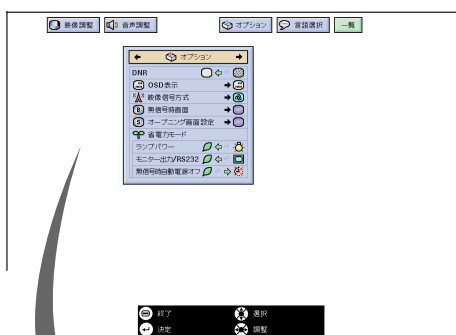 映像調整 音声調整 オプション 言語選択 一覧
オプション
DNR
OSD表示
映像信号方式
B 無信号時画面
S オープニング画面設定
省電力モード
ランプパワー
モニター出力/RS232
無信号時自動電源オフ
終了 選択
決定 調整